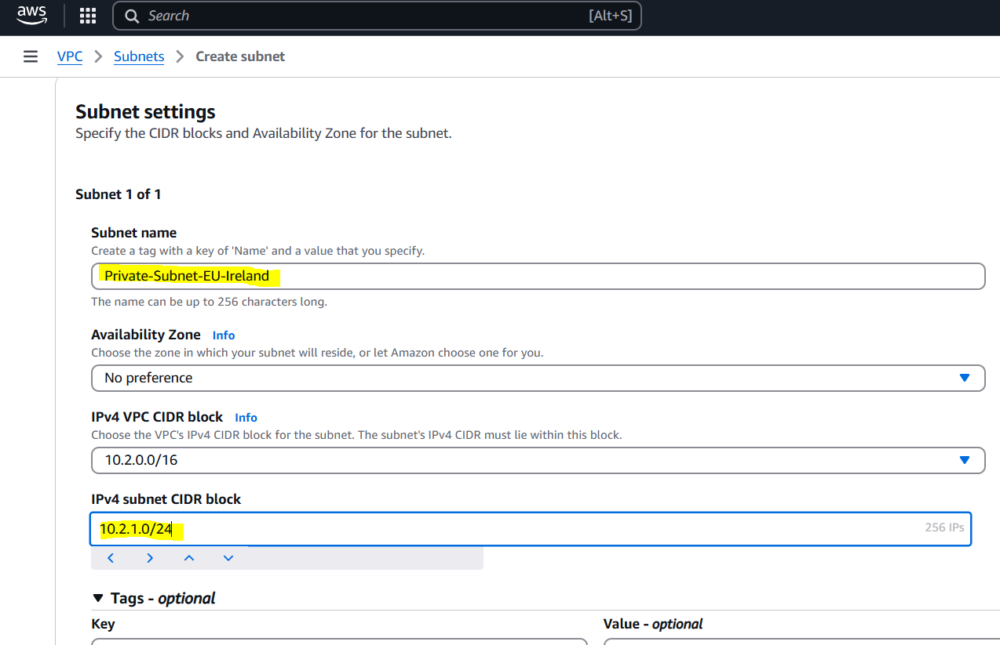 aws
Search [Alt+S]
VPC > Subnets > Create subnet
Subnet settings
Specify the CIDR blocks and Availability Zone for the subnet.
Subnet 1 of 1
Subnet name
Create a tag with a key of 'Name' and a value that you specify.
Private-Subnet-EU-Ireland
The name can be up to 256 characters long.
Availability Zone Info
Choose the zone in which your subnet will reside, or let Amazon choose one for you.
No preference
IPv4 VPC CIDR block Info
Choose the VPC's IPv4 CIDR block for the subnet. The subnet's IPv4 CIDR must lie within this block.
10.2.0.0/16
IPv4 subnet CIDR block
10.2.1.0/24 256 IPs
Tags - optional
Key Value - optional